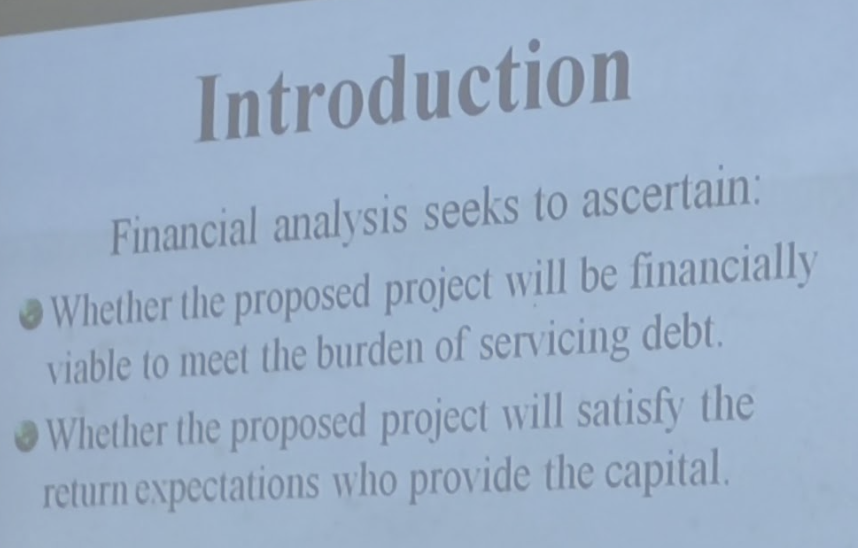 Introduction
Financial analysis seeks to ascertain:
Whether the proposed project will be financially
viable to meet the burden of servicing debt.
Whether the proposed project will satisfy the
return expectations who provide the capital.